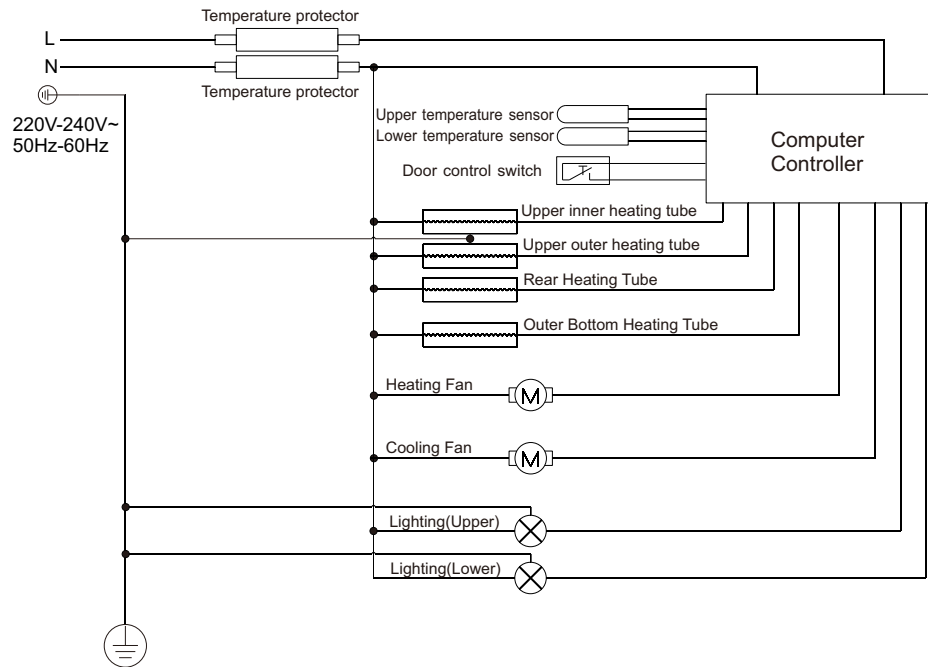 Temperature protector
L
N
Temperature protector
220V-240V~
50Hz-60Hz
Upper temperature sensor
Lower temperature sensor
Door control switch
Computer
Controller
Upper inner heating tube
Upper outer heating tube
Rear Heating Tube
Outer Bottom Heating Tube
Heating Fan
M
Cooling Fan
M
Lighting(Upper)
Lighting(Lower)